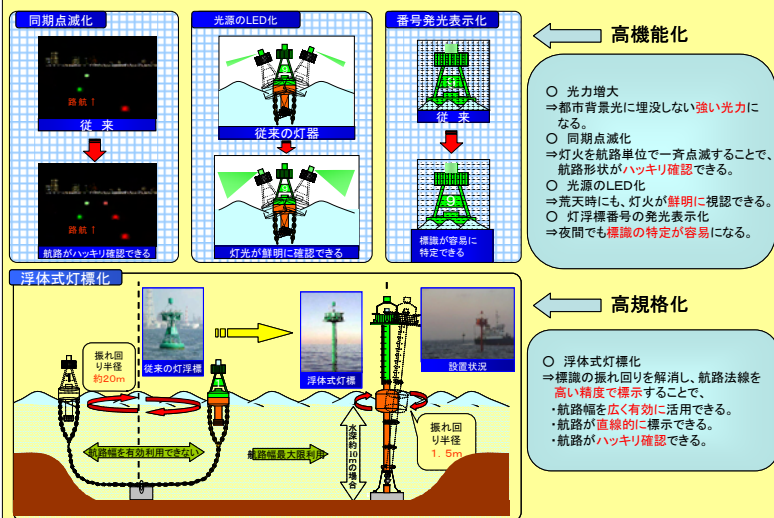 同期点滅化
路航↑
従 来
路航↑
航路がハッキリ確認できる
光源のLED化
従来の灯器
灯光が鮮明に確認できる
番号発光表示化
従 来
9
標識が容易に
特定できる
高機能化
○ 光力増大
⇒都市背景光に埋没しない強い光力に
なる。
○ 同期点滅化
⇒灯火を航路単位で一斉点滅することで、
航路形状がハッキリ確認できる。
○ 光源のLED化
⇒荒天時にも、灯火が鮮明に視認できる。
○ 灯浮標番号の発光表示化
⇒夜間でも標識の特定が容易になる。
浮体式灯標化
振れ回
り半径
約20m
従来の灯浮標
浮体式灯標
設置状況
航路幅を有効利用できない
航路幅最大限利用
水深約10mの場合
振れ回
り半径
1.5m
高規格化
○ 浮体式灯標化
⇒標識の振れ回りを解消し、航路法線を
高い精度で標示することで、
・航路幅を広く有効に活用できる。
・航路が直線的に標示できる。
・航路がハッキリ確認できる。